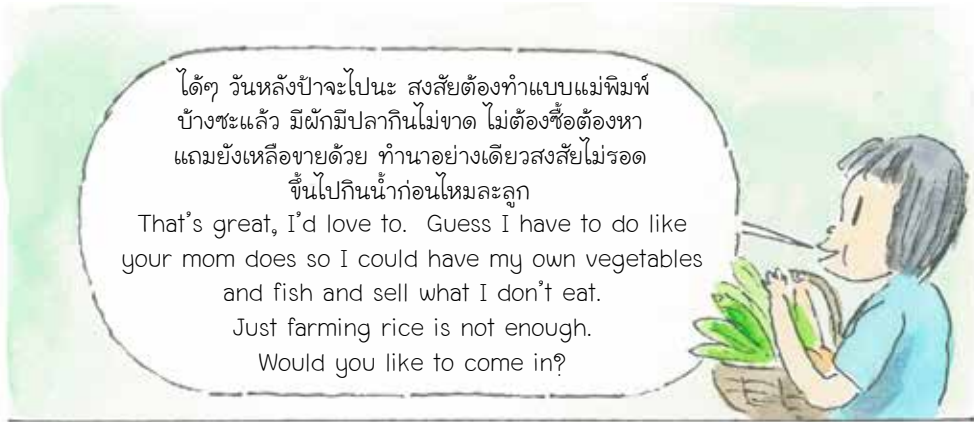 ได้ๆ วันหลังป้าจะไปนะ สงสัยต้องทำแบบแม่พิมพ์
บ้างซะแล้ว มีผักมีปลากินไม่ขาด ไม่ต้องซื้อต้องหา
แถมยังเหลือขายด้วย ทำนาอย่างเดียวสงสัยไม่รอด
ขึ้นไปกินน้ำก่อนไหมละลูก
That's great, I'd love to. Guess I have to do like
your mom does so I could have my own vegetables
and fish and sell what I don't eat.
Just farming rice is not enough.
Would you like to come in?